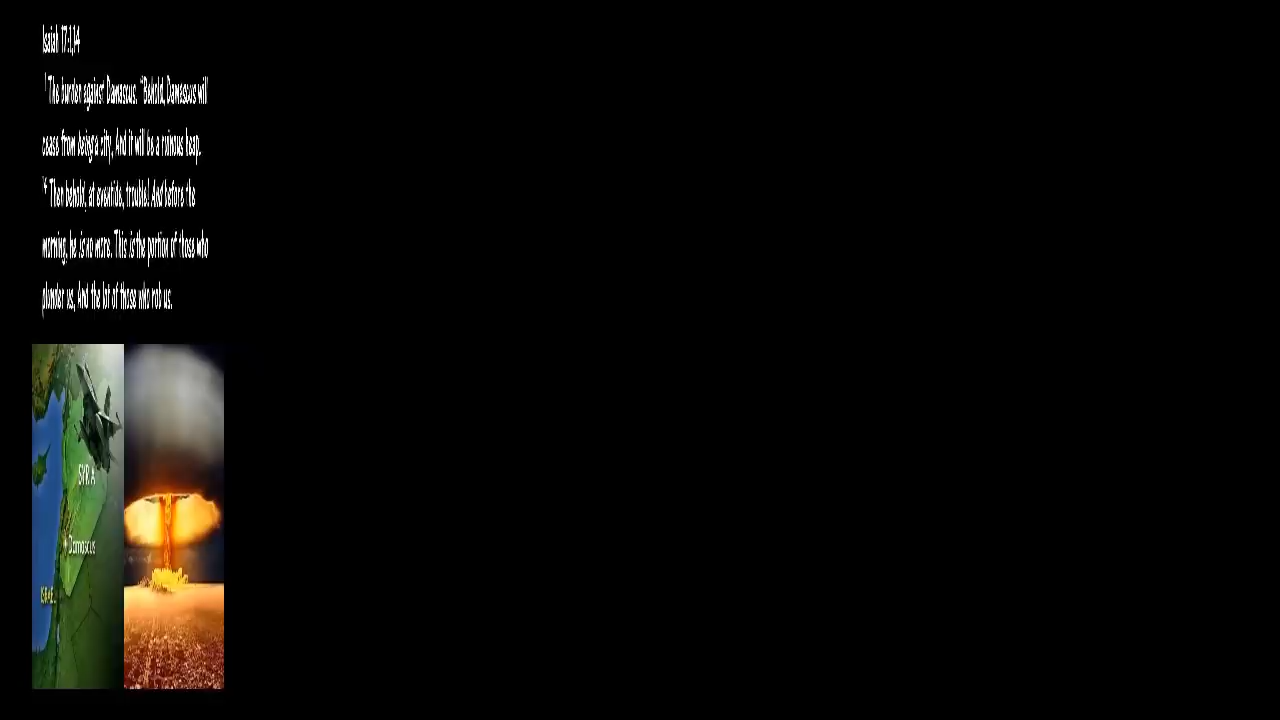 Isaiah 17:1,14
1 The burden against Damascus. "Behold, Damascus will
cease from being a city, And it will be a ruinous heap.
14 Then behold, at eventide, trouble! And before the
morning, he is no more. This is the portion of those who
plunder us, And the lot of those who rob us.
SYRIA
Damascus
ISRAEL